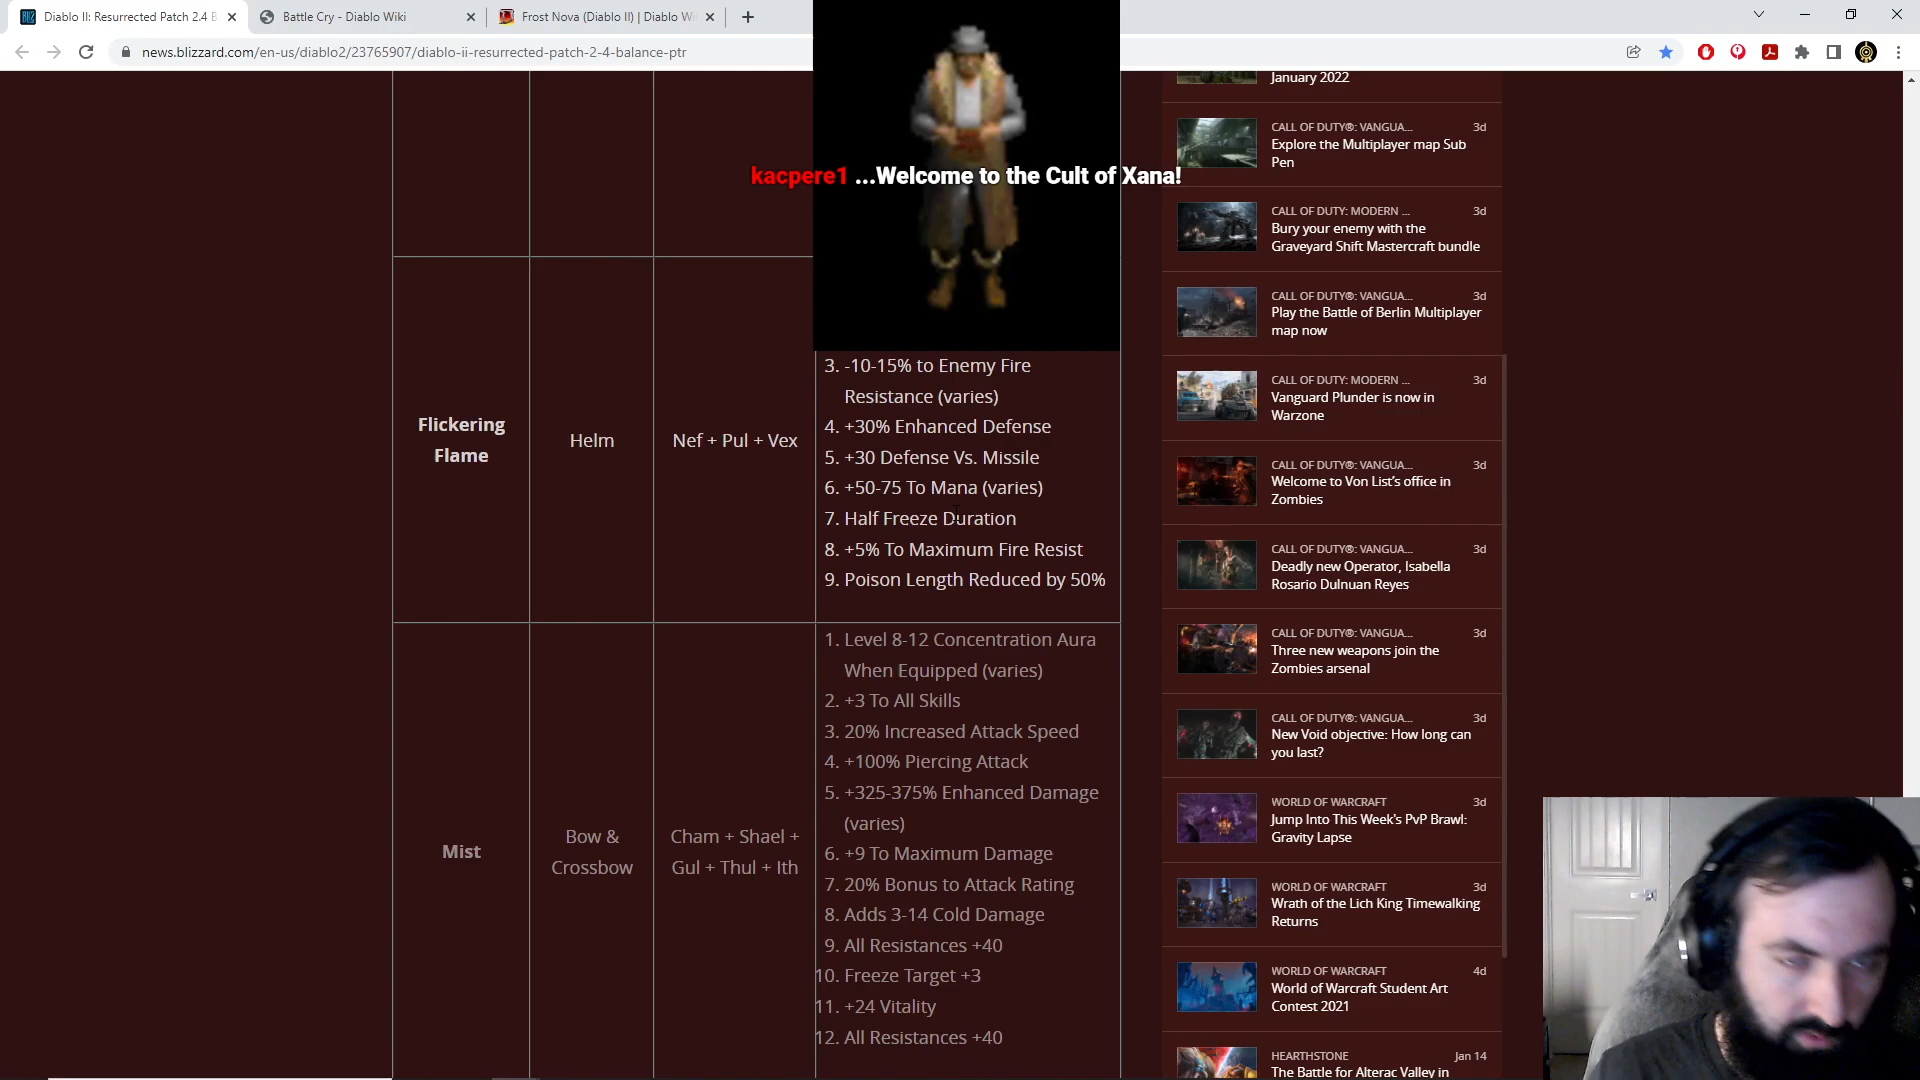 Diablo II: Resurrected Patch 2.4 B
Battle Cry - Diablo Wiki
Frost Nova (Diablo II) | Diablo Wi
news.blizzard.com/en-us/diablo2/23765907/diablo-ii-resurrected-patch-2-4-balance-ptr
kacpere1 ...Welcome to the Cult of Xana!
Flickering
Flame
Helm
Nef + Pul + Vex
3. -10-15% to Enemy Fire
Resistance (varies)
4. +30% Enhanced Defense
5. +30 Defense Vs. Missile
6. +50-75 To Mana (varies)
7. Half Freeze Duration
8. +5% To Maximum Fire Resist
9. Poison Length Reduced by 50%
Mist
Bow &
Crossbow
Cham + Shael +
Gul + Thul + Ith
1. Level 8-12 Concentration Aura
When Equipped (varies)
2. +3 To All Skills
3. 20% Increased Attack Speed
4. +100% Piercing Attack
5. +325-375% Enhanced Damage
(varies)
6. +9 To Maximum Damage
7. 20% Bonus to Attack Rating
8. Adds 3-14 Cold Damage
9. All Resistances +40
10. Freeze Target +3
11. +24 Vitality
12. All Resistances +40
January 2022
CALL OF DUTY®: VANGUA... 3d
Explore the Multiplayer map Sub
Pen
CALL OF DUTY: MODERN ... 3d
Bury your enemy with the
Graveyard Shift Mastercraft bundle
CALL OF DUTY®: VANGUA... 3d
Play the Battle of Berlin Multiplayer
map now
CALL OF DUTY: MODERN ... 3d
Vanguard Plunder is now in
Warzone
CALL OF DUTY®: VANGUA... 3d
Welcome to Von List's office in
Zombies
CALL OF DUTY®: VANGUA... 3d
Deadly new Operator, Isabella
Rosario Dulnuan Reyes
CALL OF DUTY®: VANGUA... 3d
Three new weapons join the
Zombies arsenal
CALL OF DUTY®: VANGUA... 3d
New Void objective: How long can
you last?
WORLD OF WARCRAFT 3d
Jump Into This Week's PvP Brawl:
Gravity Lapse
WORLD OF WARCRAFT 3d
Wrath of the Lich King Timewalking
Returns
WORLD OF WARCRAFT 4d
World of Warcraft Student Art
Contest 2021
HEARTHSTONE Jan 14
The Battle for Alterac Valley in